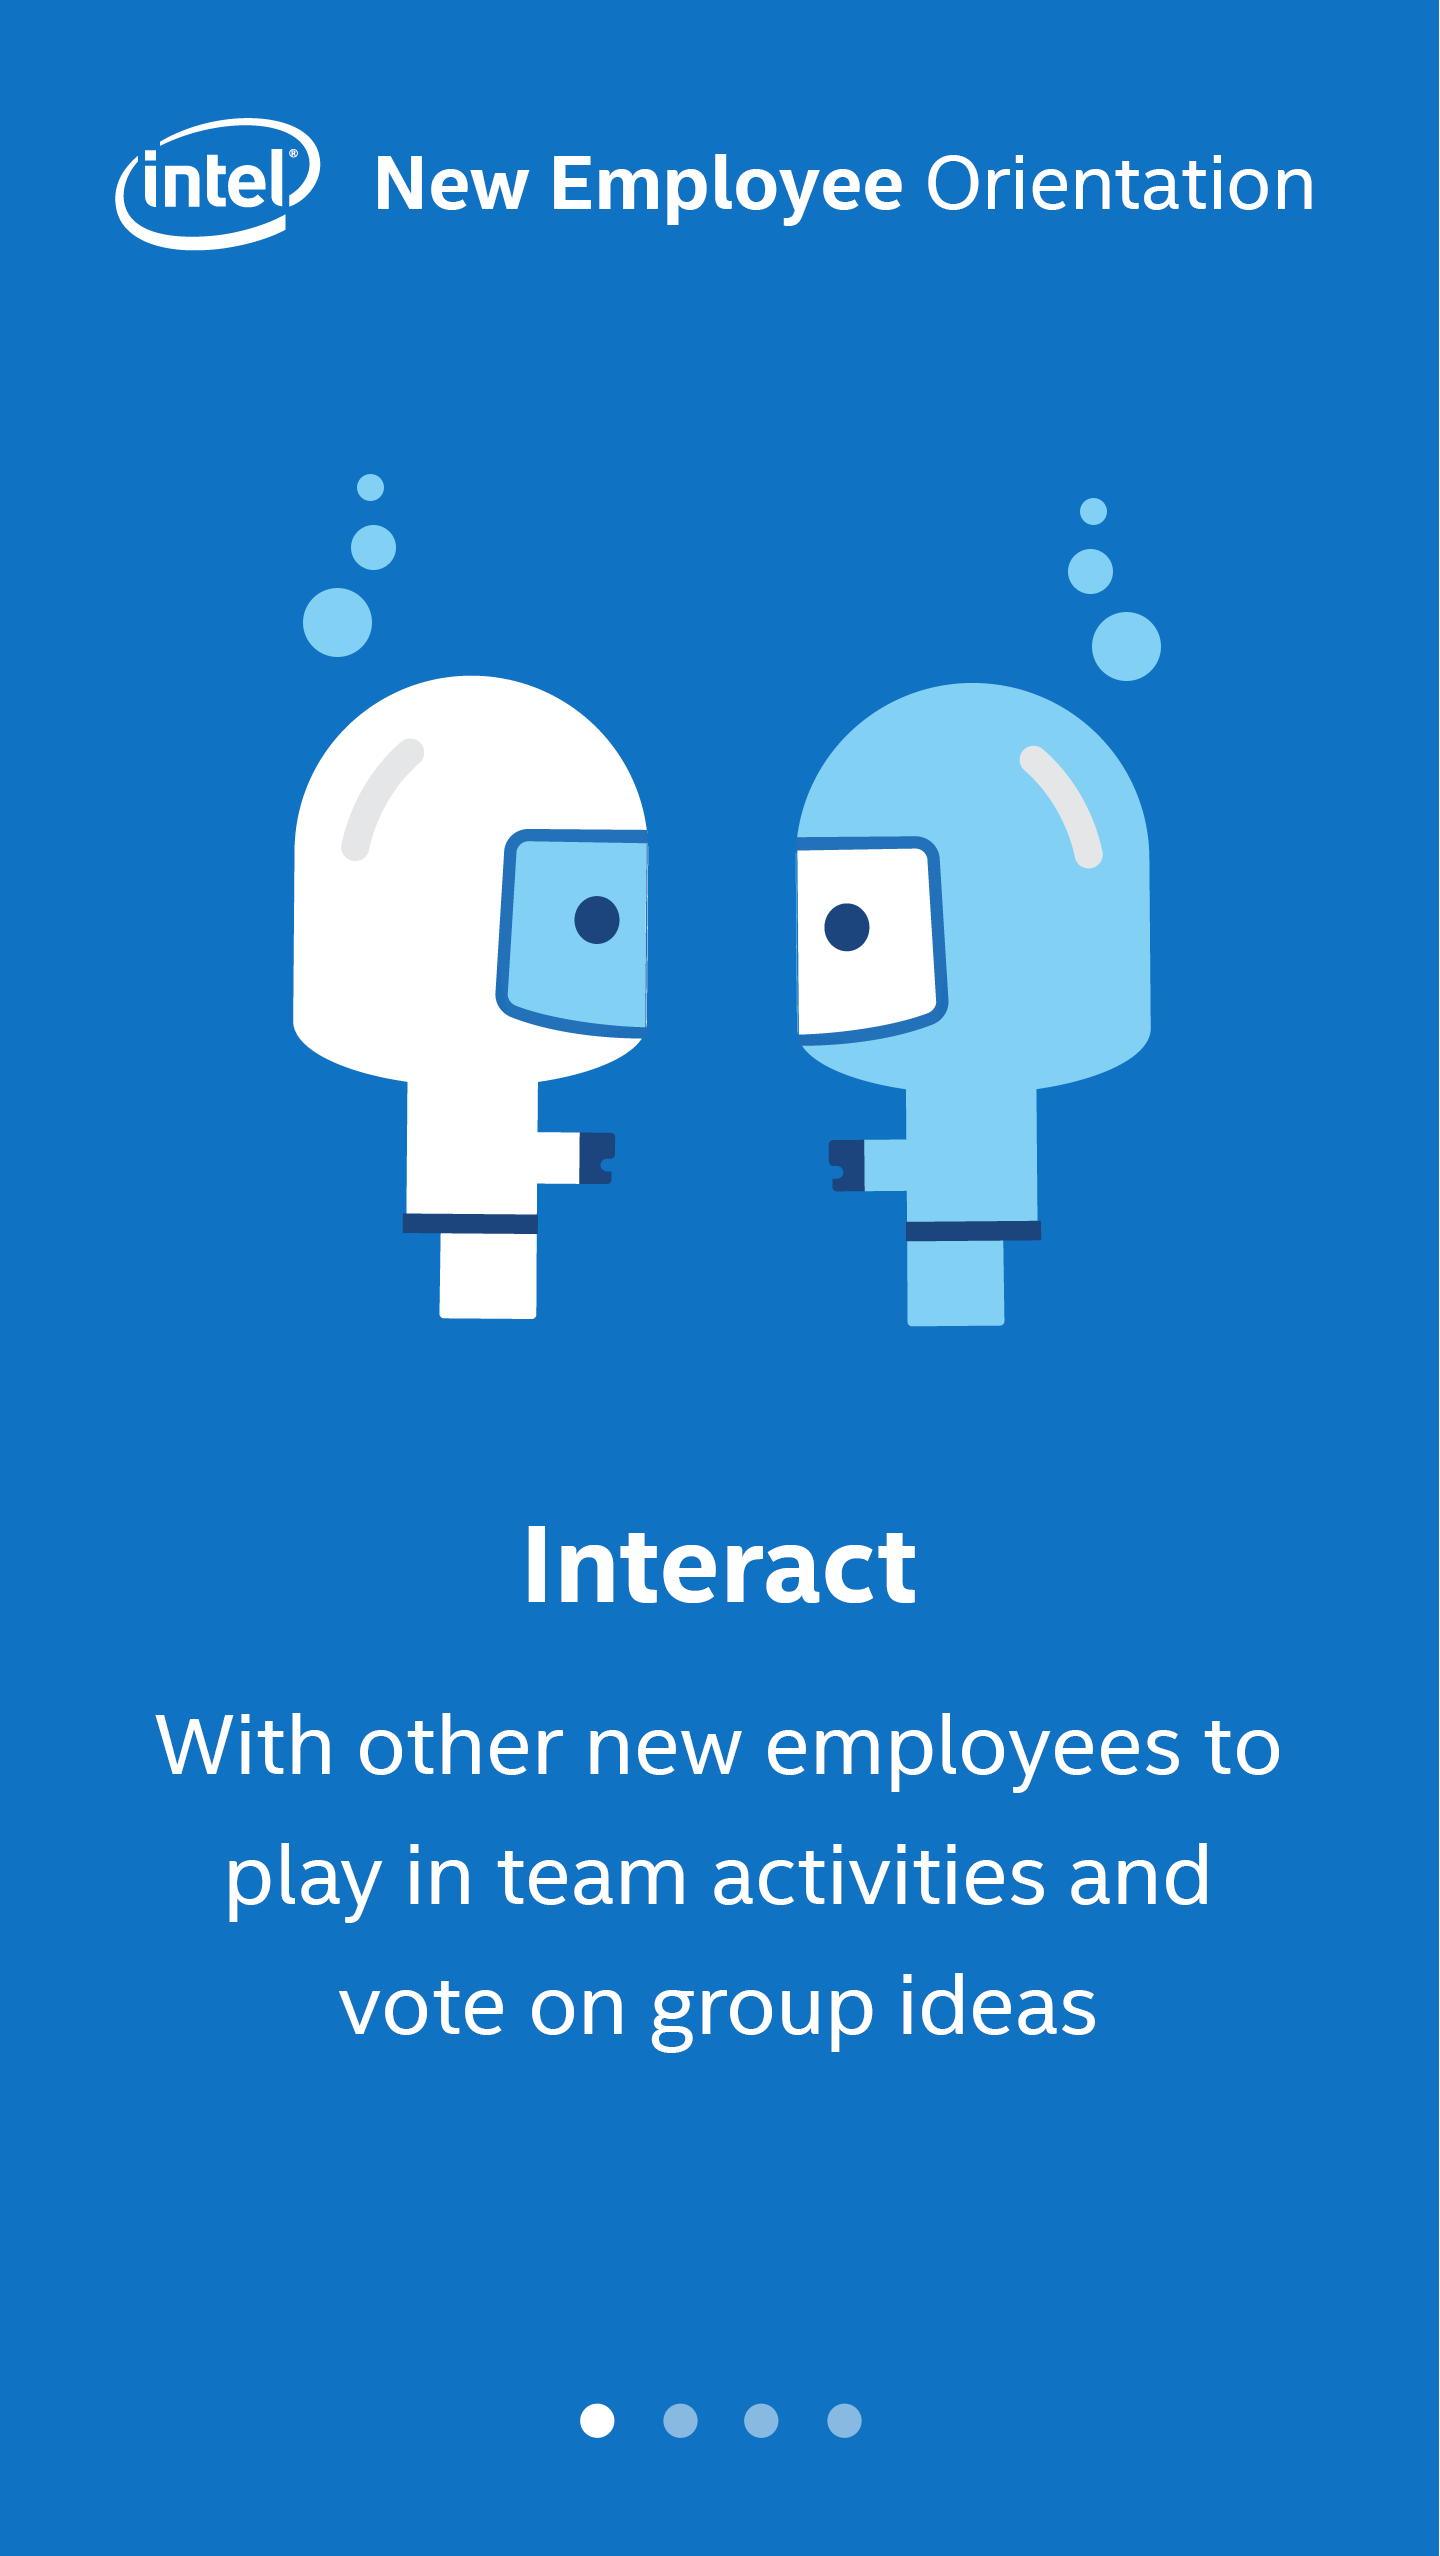 intel® New Employee Orientation
Interact
With other new employees to
play in team activities and
vote on group ideas